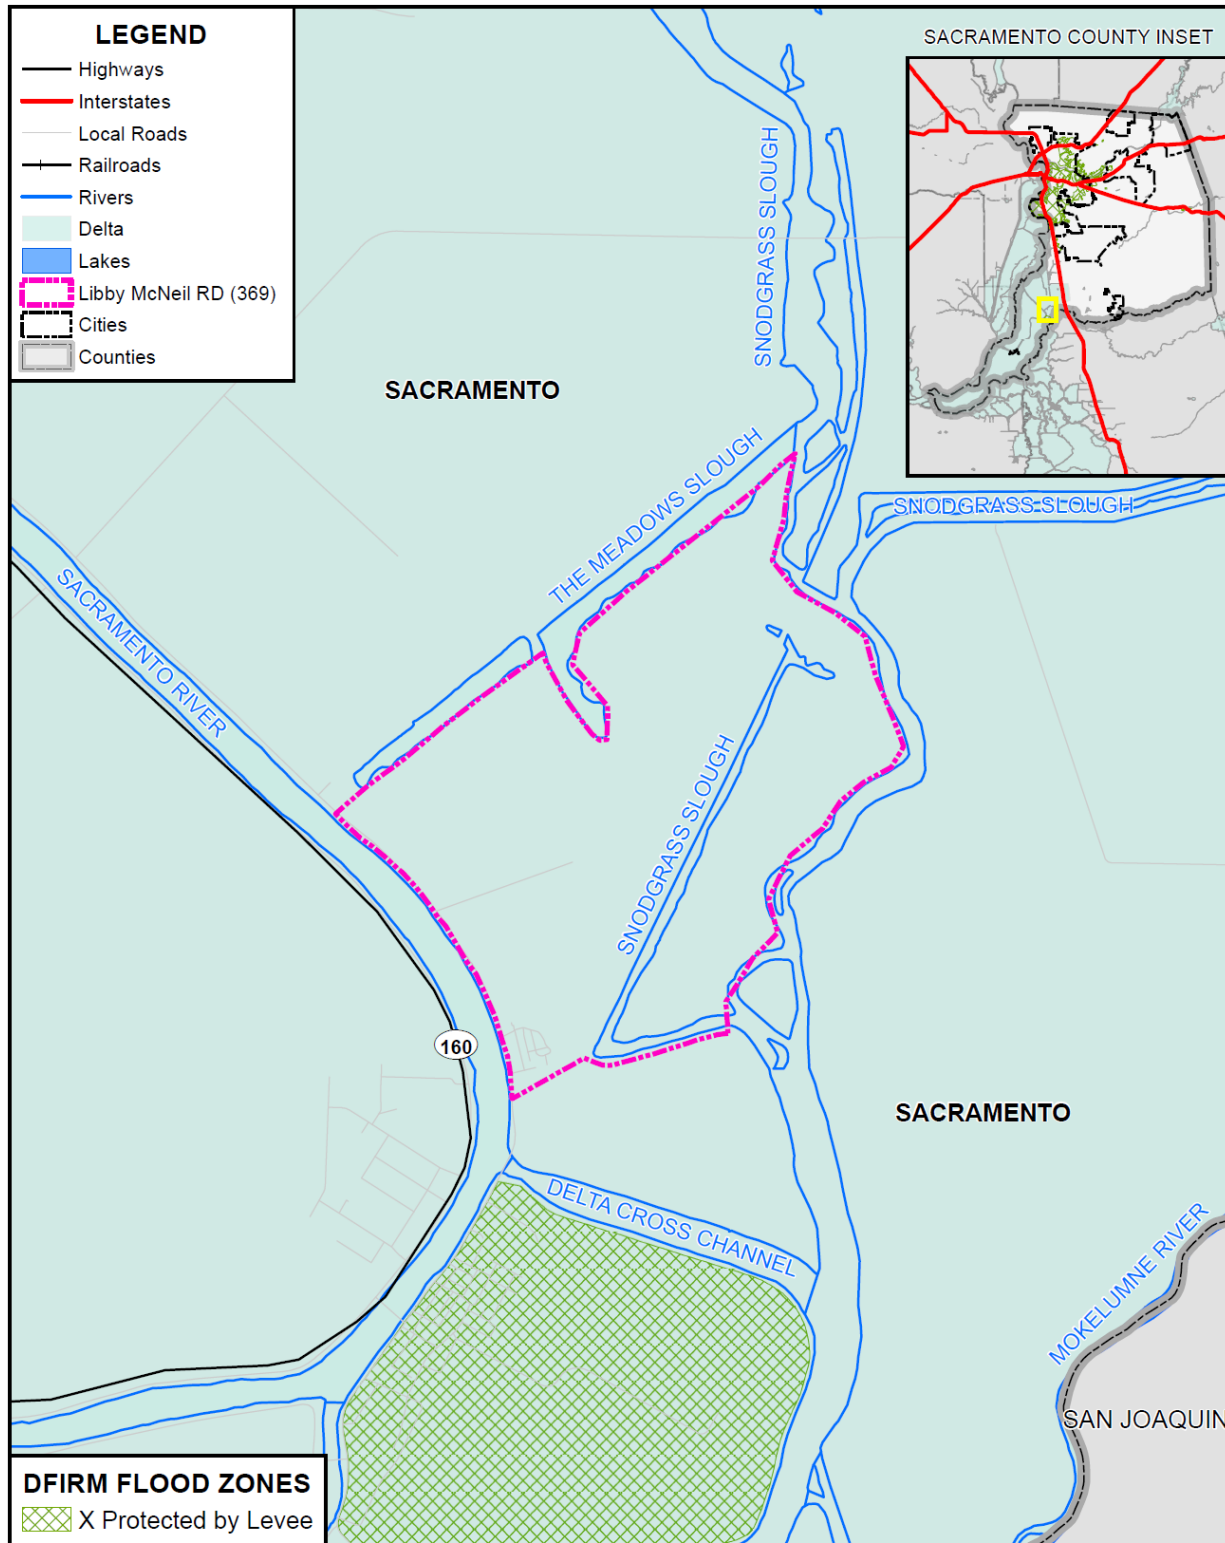 LEGEND
Highways
Interstates
Local Roads
Railroads
Rivers
Delta
Lakes
Libby McNeil RD (369)
Cities
Counties
SACRAMENTO COUNTY INSET
SNODGRASS SLOUGH
SACRAMENTO
THE MEADOWS SLOUGH
SNODGRASS SLOUGH
SACRAMENTO RIVER
SNODGRASS SLOUGH
160
SACRAMENTO
DELTA CROSS CHANNEL
MOKELUMNE RIVER
SAN JOAQUIN
DFIRM FLOOD ZONES
X Protected by Levee